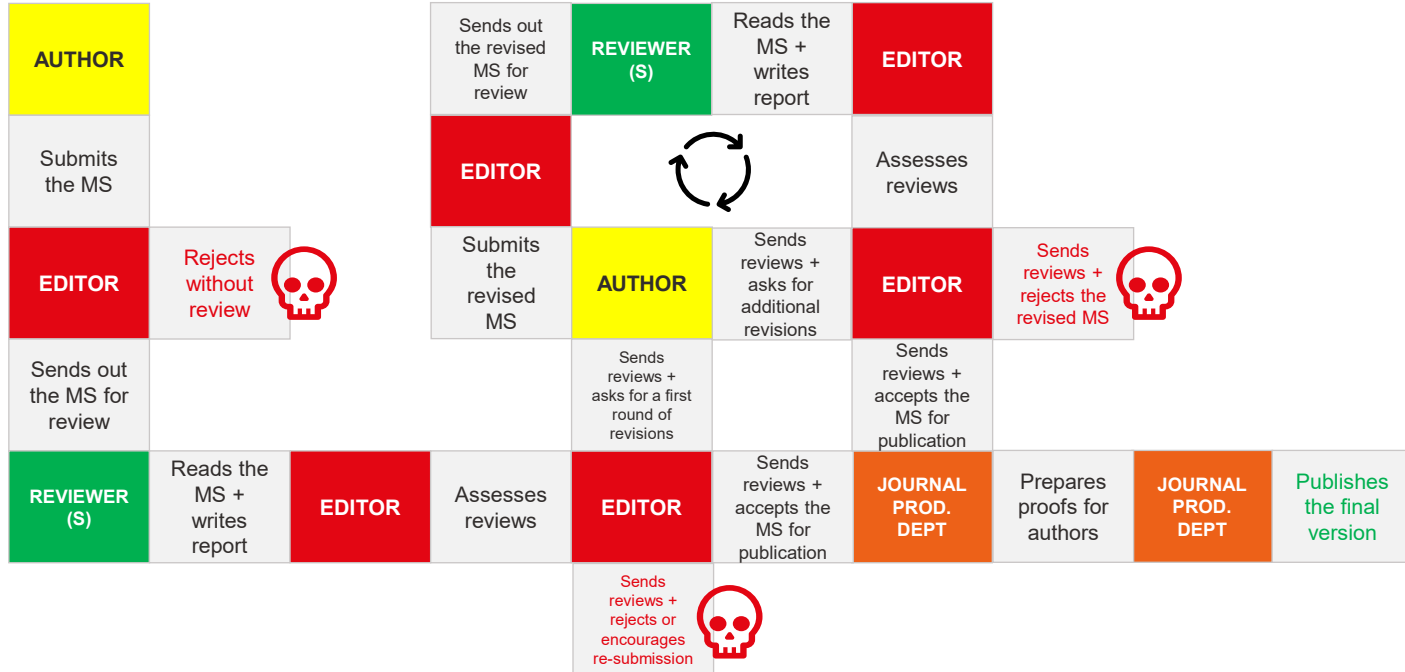 AUTHOR
Sends out
the revised
MS for
review
REVIEWER
(S)
Reads the
MS +
writes
report
EDITOR
Submits
the MS
EDITOR
Assesses
reviews
EDITOR
Rejects
without
review
Submits
the
revised
MS
AUTHOR
Sends
reviews +
asks for
additional
revisions
EDITOR
Sends
reviews +
rejects the
revised MS
Sends out
the MS for
review
Sends
reviews +
asks for a first
round of
revisions
Sends
reviews +
accepts the
MS for
publication
REVIEWER
(S)
Reads the
MS +
writes
report
EDITOR
Assesses
reviews
EDITOR
Sends
reviews +
accepts the
MS for
publication
JOURNAL
PROD.
DEPT
Prepares
proofs for
authors
JOURNAL
PROD.
DEPT
Publishes
the final
version
Sends
reviews +
rejects or
encourages
re-submission